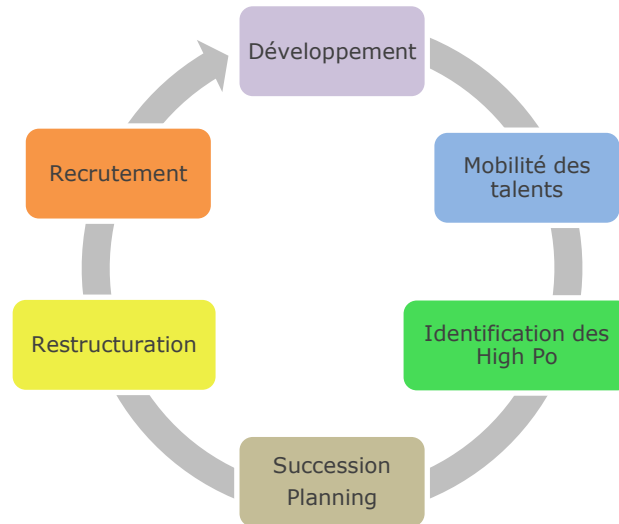 Développement
Mobilité des
talents
Identification des
High Po
Succession
Planning
Restructuration
Recrutement